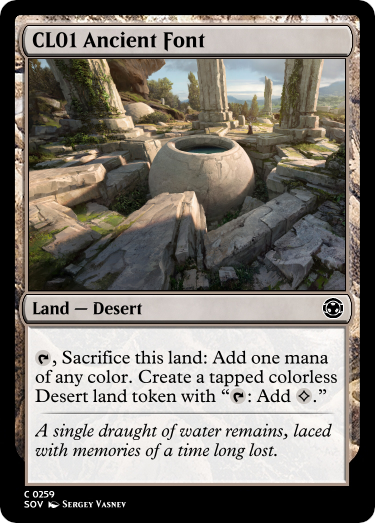 CL01 Ancient Font
Land — Desert
, Sacrifice this land: Add one mana
of any color. Create a tapped colorless
Desert land token with “: Add .”
A single draught of water remains, laced
with memories of a time long lost.
C 0259
SOV Sergey Vasnev